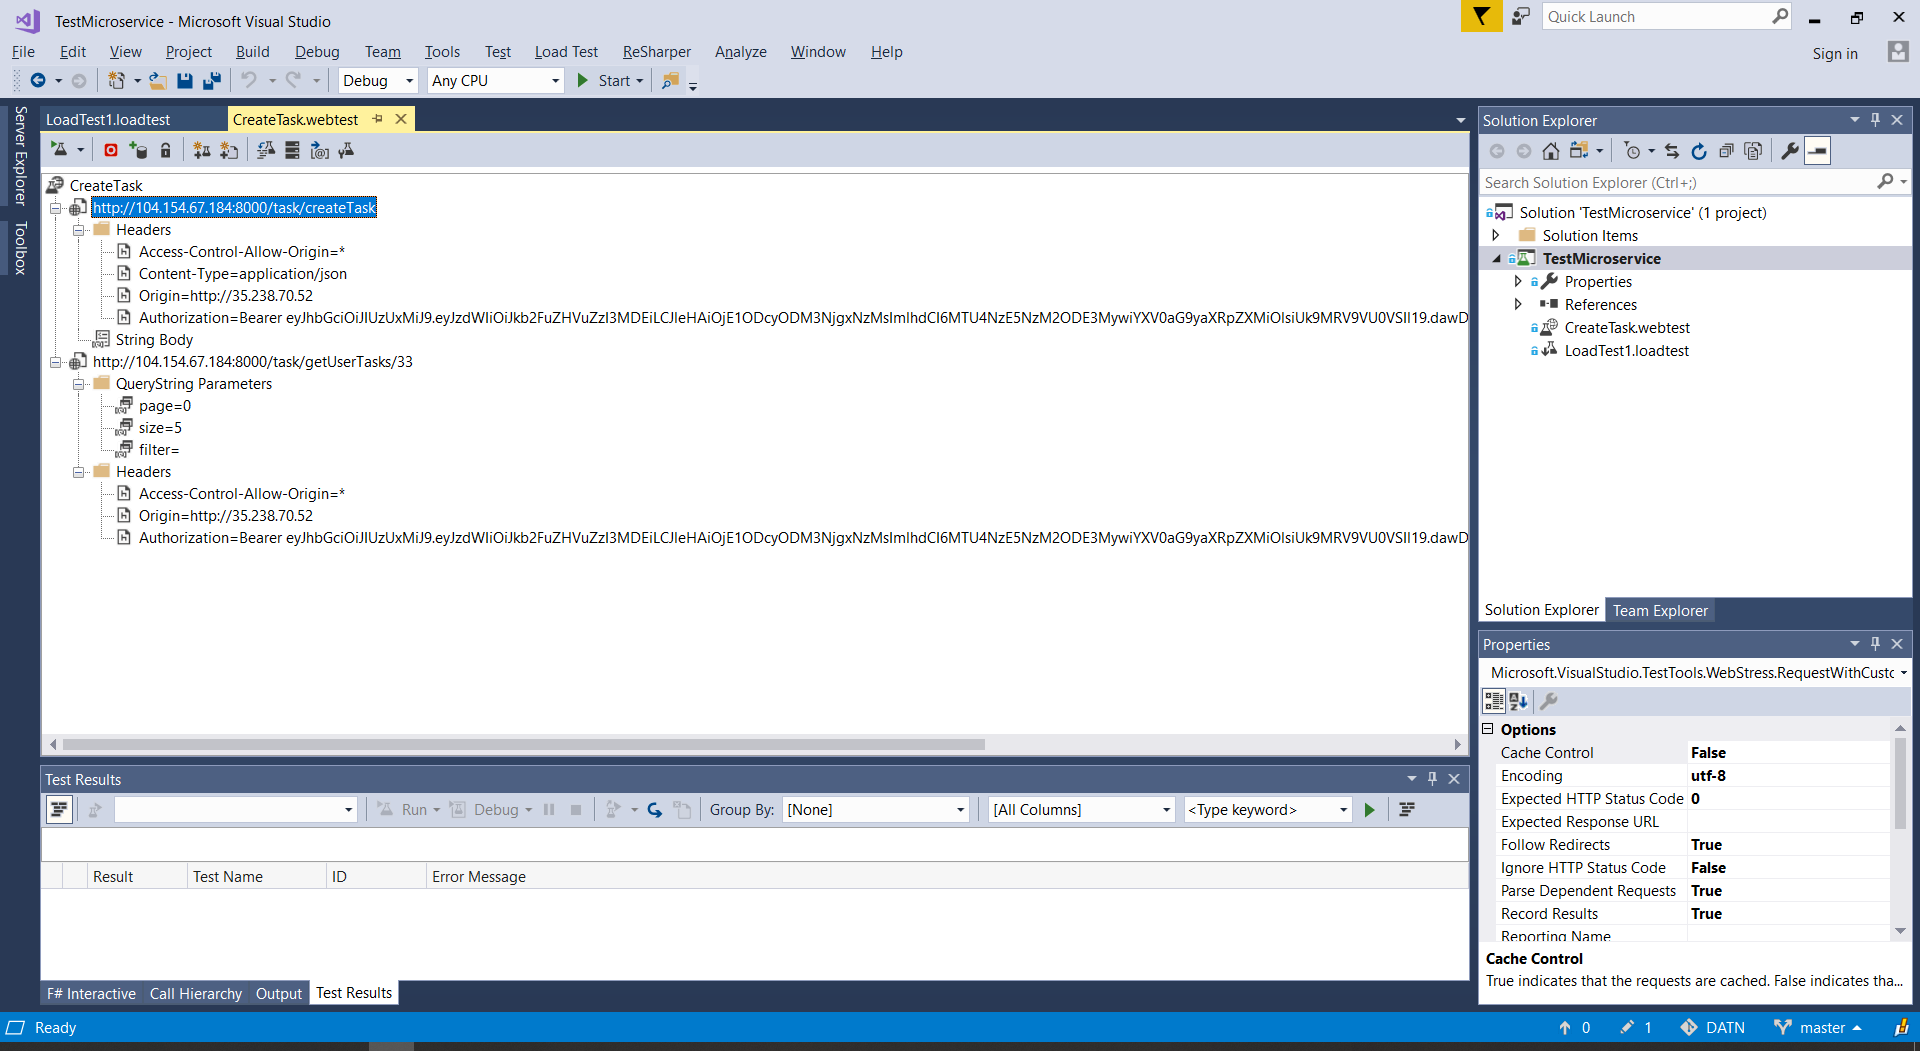 TestMicroservice - Microsoft Visual Studio
Quick Launch
File Edit View Project Build Debug Team Tools Test Load Test ReSharper Analyze Window Help
Sign in
Debug Any CPU Start
Server Explorer
Toolbox
LoadTest1.loadtest CreateTask.webtest
CreateTask
http://104.154.67.184:8000/task/createTask
Headers
Access-Control-Allow-Origin=*
Content-Type=application/json
Origin=http://35.238.70.52
Authorization=Bearer
String Body
http://104.154.67.184:8000/task/getUserTasks/33
QueryString Parameters
page=0
size=5
filter=
Headers
Access-Control-Allow-Origin=*
Origin=http://35.238.70.52
Authorization=Bearer
Test Results
Run Debug Group By: [None] [All Columns] <Type keyword>
Result Test Name ID Error Message
F# Interactive Call Hierarchy Output Test Results
Solution Explorer
Search Solution Explorer (Ctrl+;)
Solution 'TestMicroservice' (1 project)
Solution Items
TestMicroservice
Properties
References
CreateTask.webtest
LoadTest1.loadtest
Solution Explorer Team Explorer
Properties
Microsoft.VisualStudio.TestTools.WebStress.RequestWithCustc
Options
Cache Control False
Encoding utf-8
Expected HTTP Status Code 0
Expected Response URL
Follow Redirects True
Ignore HTTP Status Code False
Parse Dependent Requests True
Record Results True
Reporting Name
Cache Control
True indicates that the requests are cached. False indicates tha...
Ready 0 1 DATN master